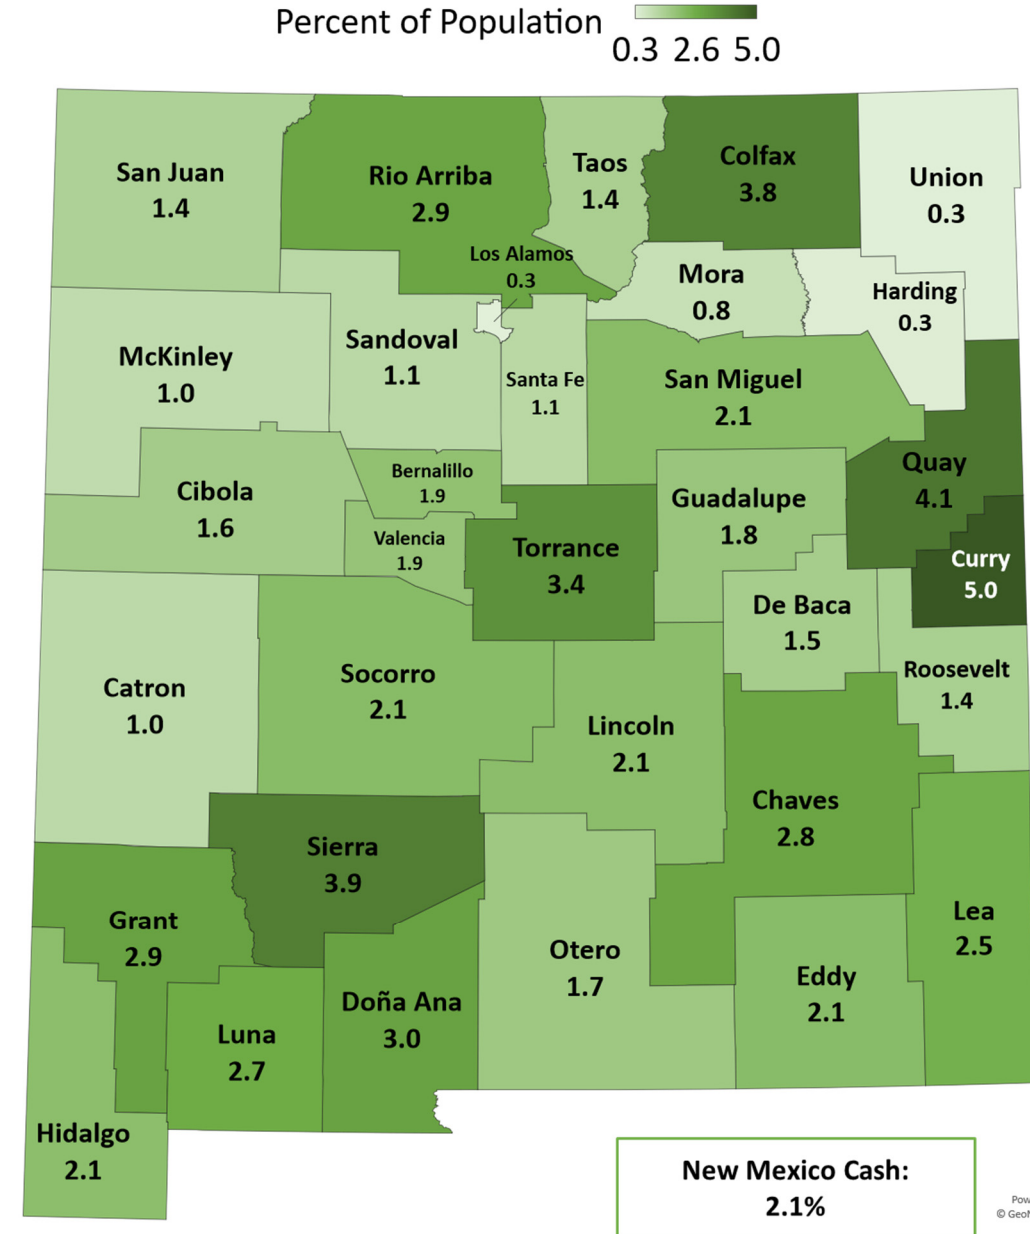 Percent of Population
0.3 2.6 5.0
San Juan
1.4
Rio Arriba
2.9
Taos
1.4
Colfax
3.8
Union
0.3
Los Alamos
0.3
Mora
0.8
Harding
0.3
McKinley
1.0
Sandoval
1.1
Santa Fe
1.1
San Miguel
2.1
Quay
4.1
Cibola
1.6
Bernalillo
1.9
Valencia
1.9
Torrance
3.4
Guadalupe
1.8
Curry
5.0
De Baca
1.5
Roosevelt
1.4
Catron
1.0
Socorro
2.1
Lincoln
2.1
Chaves
2.8
Sierra
3.9
Grant
2.9
Lea
2.5
Otero
1.7
Eddy
2.1
Doña Ana
3.0
Luna
2.7
Hidalgo
2.1
New Mexico Cash:
2.1%
Pow
© GeoN